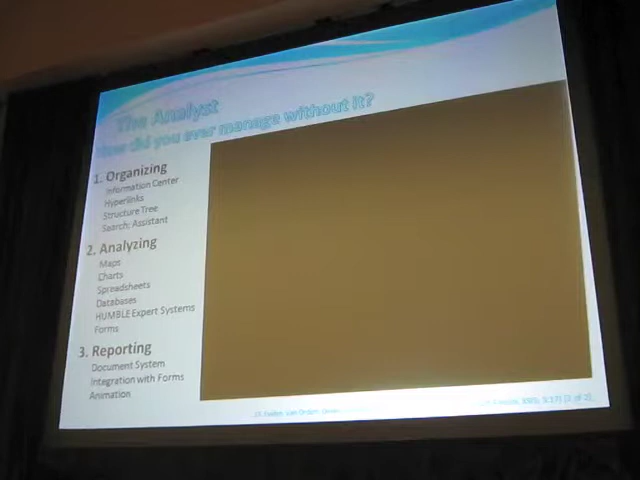 The Analyst
How did you ever manage without it?
1. Organizing
Information Center
Hyperlinks
Structure Tree
Search: Assistant
2. Analyzing
Maps
Charts
Spreadsheets
Databases
HUMBLE Expert Systems
Forms
3. Reporting
Document System
Integration with Forms
Animation